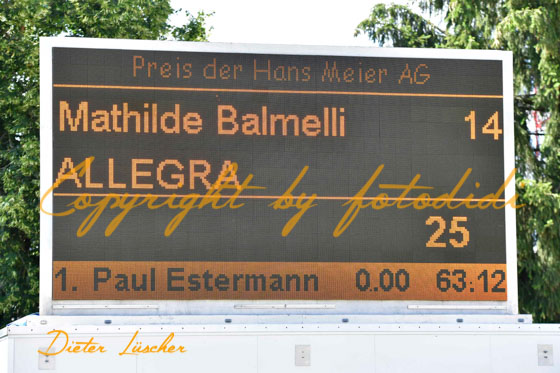 Preis der Hans Meier AG
Mathilde Balmelli 14
ALLEGRA
Copyright by fotodidi
25
1. Paul Estermann 0.00 63.12
Dieter Lüscher